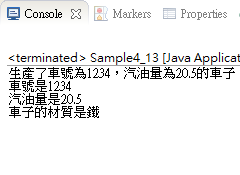 Console Markers Properties
<terminated> Sample4_13 [Java Applicat
生產了車號為1234，汽油量為20.5的車子
車號是1234
汽油量是20.5
車子的材質是鐵